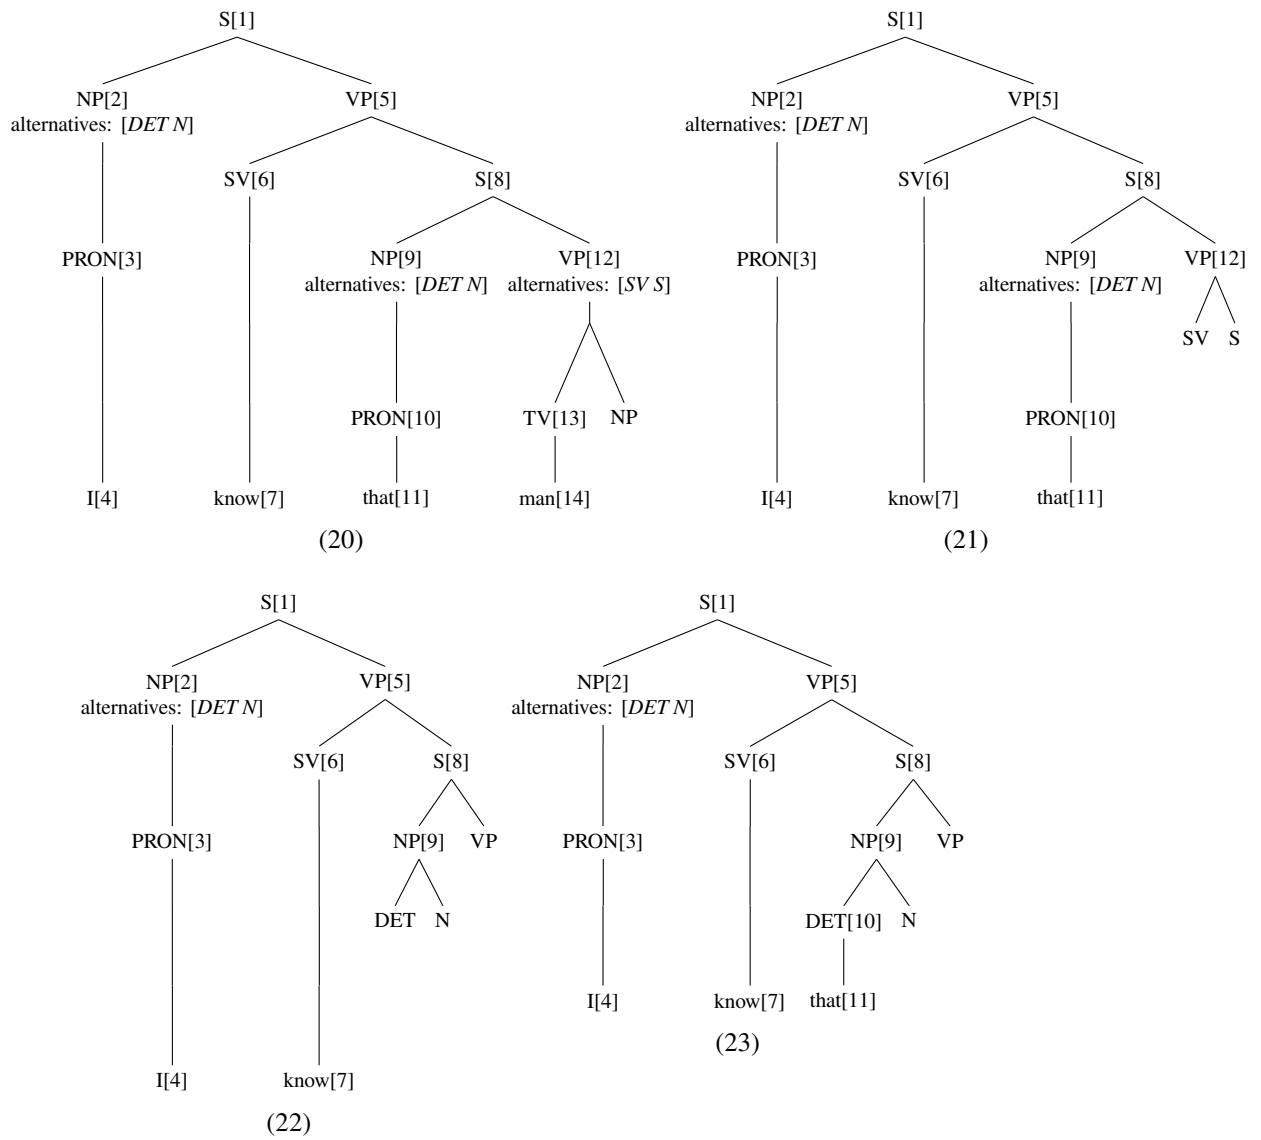 S[1] S[1]
NP[2] VP[5] NP[2] VP[5]
alternatives: [DET N] alternatives: [DET N]
SV[6] S[8] SV[6] S[8]
PRON[3] NP[9] VP[12] PRON[3] NP[9] VP[12]
alternatives: [DET N] alternatives: [SV S] alternatives: [DET N]
SV S
PRON[10] TV[13] NP PRON[10]
I[4] know[7] that[11] man[14] I[4] know[7] that[11]
(20) (21)
S[1] S[1]
NP[2] VP[5] NP[2] VP[5]
alternatives: [DET N] alternatives: [DET N]
SV[6] S[8] SV[6] S[8]
PRON[3] NP[9] VP PRON[3] NP[9] VP
DET N DET[10] N
I[4] know[7] that[11]
(23)
I[4] know[7]
(22)